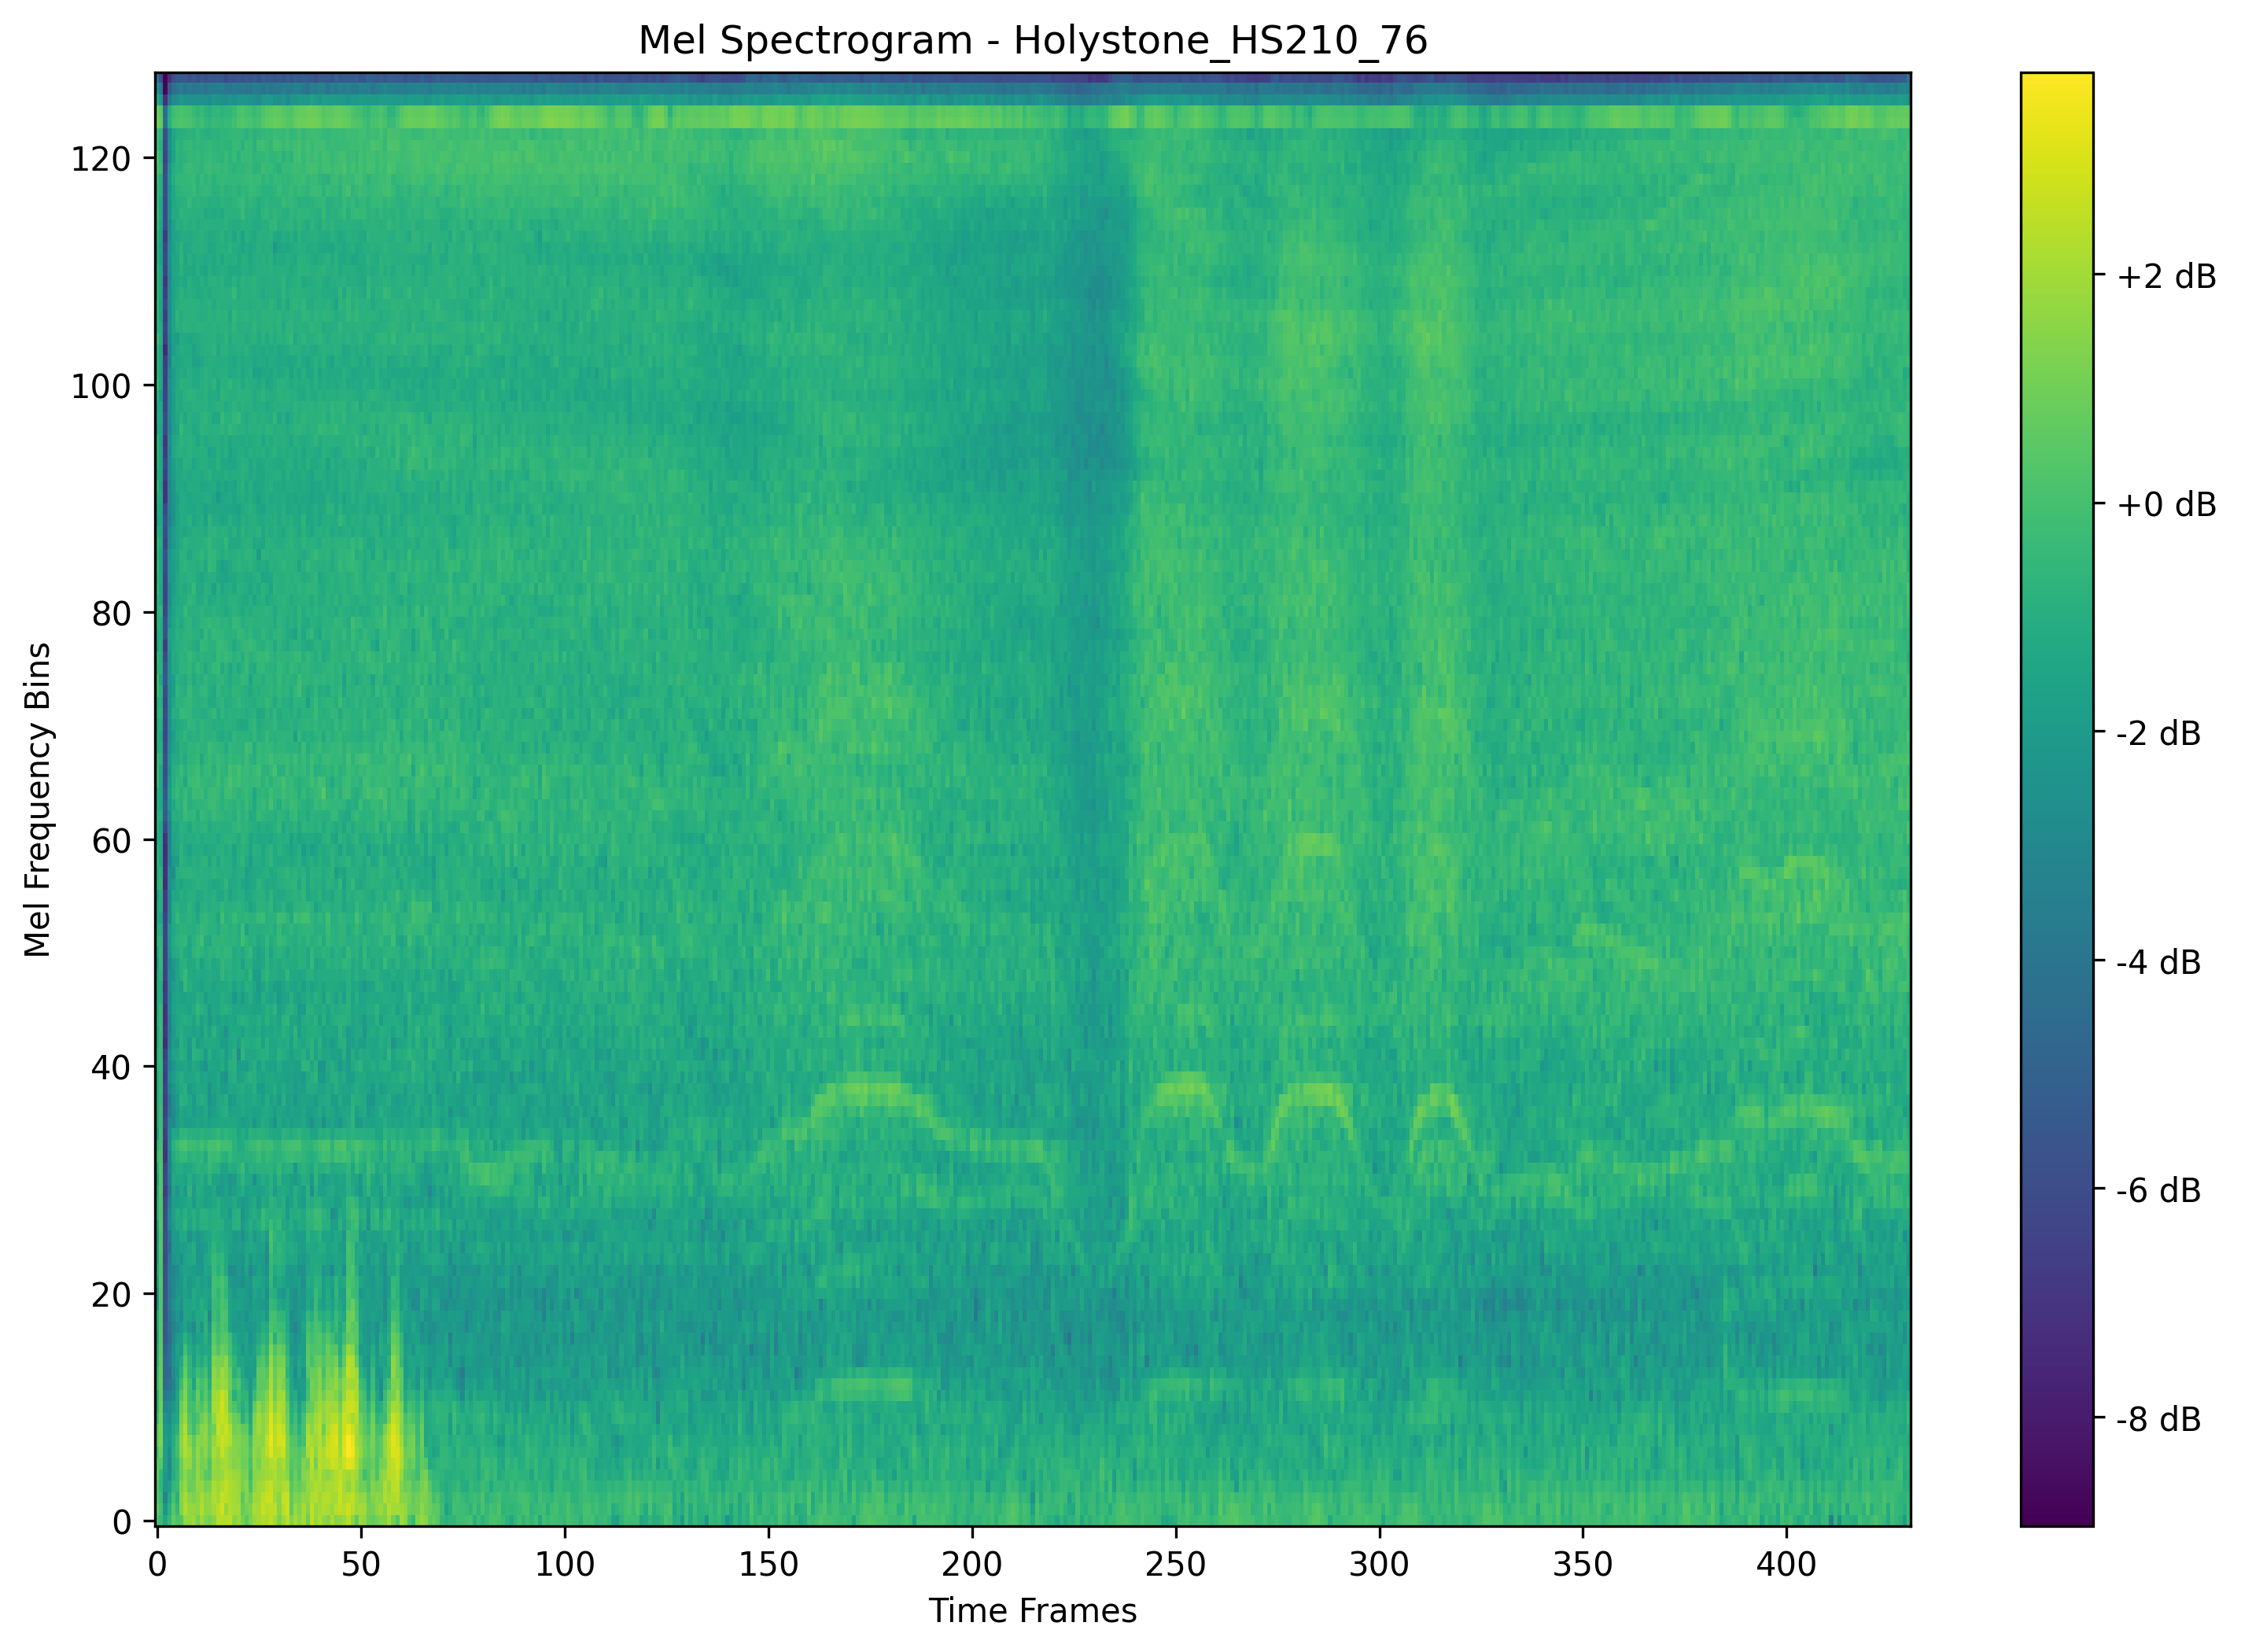 Mel Spectrogram - Holystone_HS210_76
Mel Frequency Bins
120
100
80
60
40
20
0
0 50 100 150 200 250 300 350 400
Time Frames
+2 dB
+0 dB
-2 dB
-4 dB
-6 dB
-8 dB